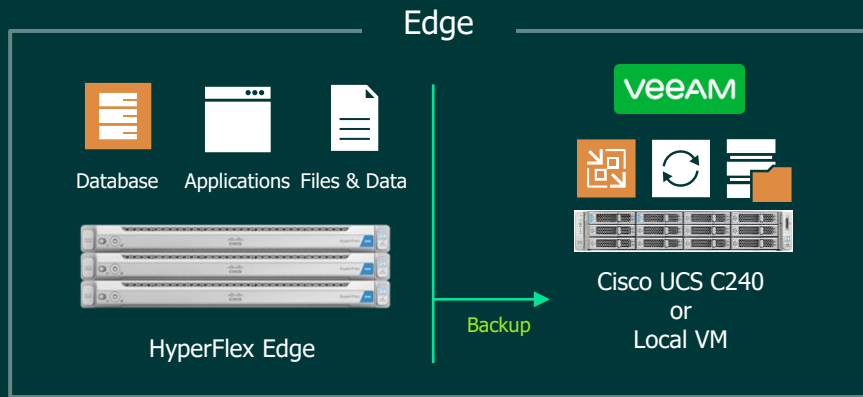 Edge
Database
Applications
Files & Data
HyperFlex Edge
Backup
veeAM
Cisco UCS C240
or
Local VM